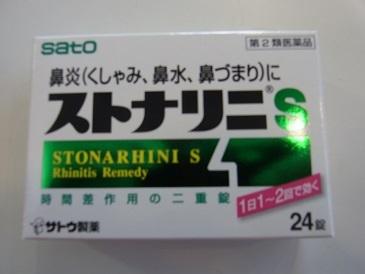 sato
第2類医薬品
鼻炎(くしゃみ、鼻水、鼻づまり)に
ストナリニ®S
STONARHINI S
Rhinitis Remedy
時間差作用の二重錠
1日1~2回で効く
サトウ製薬
24錠